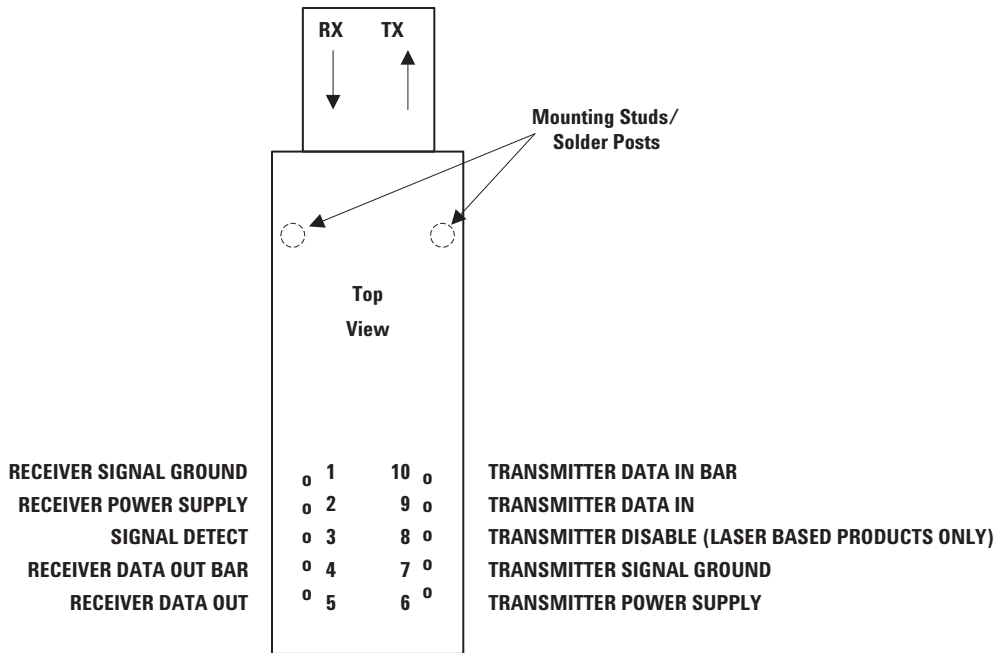 RX TX
Mounting Studs/
Solder Posts
Top
View
RECEIVER SIGNAL GROUND o 1 10 o TRANSMITTER DATA IN BAR
RECEIVER POWER SUPPLY o 2 9 o TRANSMITTER DATA IN
SIGNAL DETECT o 3 8 o TRANSMITTER DISABLE (LASER BASED PRODUCTS ONLY)
RECEIVER DATA OUT BAR o 4 7 o TRANSMITTER SIGNAL GROUND
RECEIVER DATA OUT o 5 6 o TRANSMITTER POWER SUPPLY